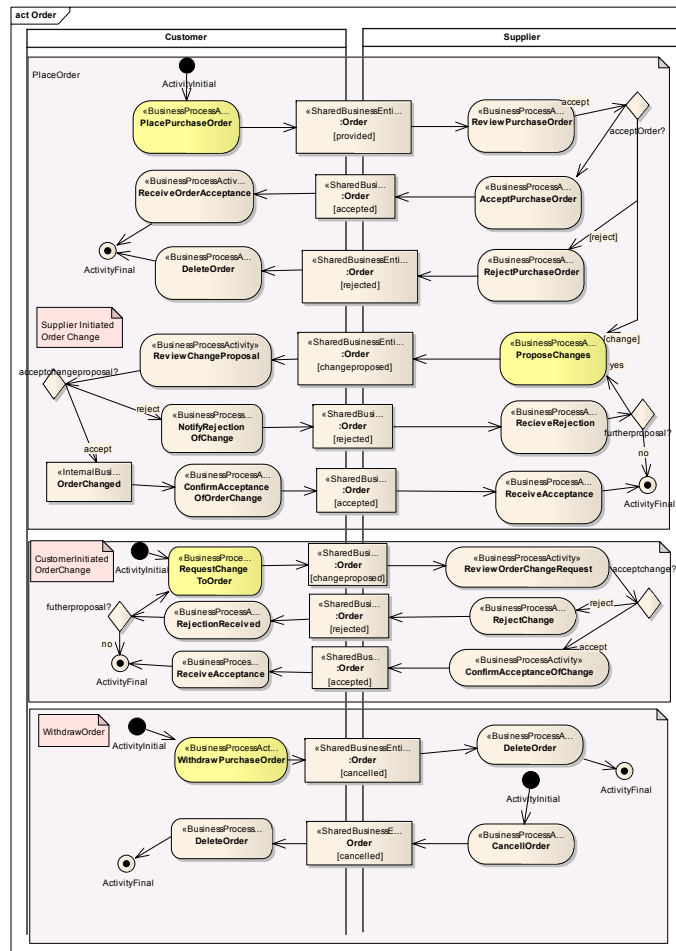 act Order
Customer
Supplier
PlaceOrder
ActivityInitial
«BusinessProcessA...
PlacePurchaseOrder
«SharedBusinessEnti...
:Order
[provided]
«BusinessProcessA...
ReviewPurchaseOrder
accept
acceptOrder?
«BusinessProcessActiv...
ReceiveOrderAcceptance
«SharedBusi...
:Order
[accepted]
«BusinessProcessA...
AcceptPurchaseOrder
[reject]
ActivityFinal
«BusinessProcessA...
DeleteOrder
«SharedBusinessEnti...
:Order
[rejected]
«BusinessProcessA...
RejectPurchaseOrder
Supplier Initiated
Order Change
[change]
«BusinessProcessActivity»
ReviewChangeProposal
«SharedBusinessEnti...
:Order
[changeproposed]
«BusinessProcessA...
ProposeChanges
yes
acceptchangeproposal?
reject
«BusinessProcess...
NotifyRejection
OfChange
«SharedBusi...
:Order
[rejected]
«BusinessProcessA...
RecieveRejection
furtherproposal?
accept
no
«InternalBusi...
OrderChanged
«BusinessProcessA...
ConfirmAcceptance
OfOrderChange
«SharedBusi...
:Order
[accepted]
«BusinessProcessA...
ReceiveAcceptance
ActivityFinal
CustomerInitiated
OrderChange
ActivityInitial
«BusinessProce...
RequestChange
ToOrder
«SharedBusi...
:Order
[changeproposed]
«BusinessProcessActivity»
ReviewOrderChangeRequest
acceptchange?
futherproposal?
«BusinessProcessA...
RejectionReceived
«SharedBusi...
:Order
[rejected]
«BusinessProcessA...
RejectChange
reject
no
accept
«BusinessProces...
ReceiveAcceptance
«SharedBus...
:Order
[accepted]
«BusinessProcessActivity»
ConfirmAcceptanceOfChange
ActivityFinal
WithdrawOrder
ActivityInitial
«BusinessProcessAct...
WithdrawPurchaseOrder
«SharedBusinessEnti...
:Order
[cancelled]
«BusinessProcessA...
DeleteOrder
ActivityFinal
ActivityInitial
«BusinessProcess...
DeleteOrder
«SharedBusinessE...
Order
[cancelled]
«BusinessProcessA...
CancellOrder
ActivityFinal